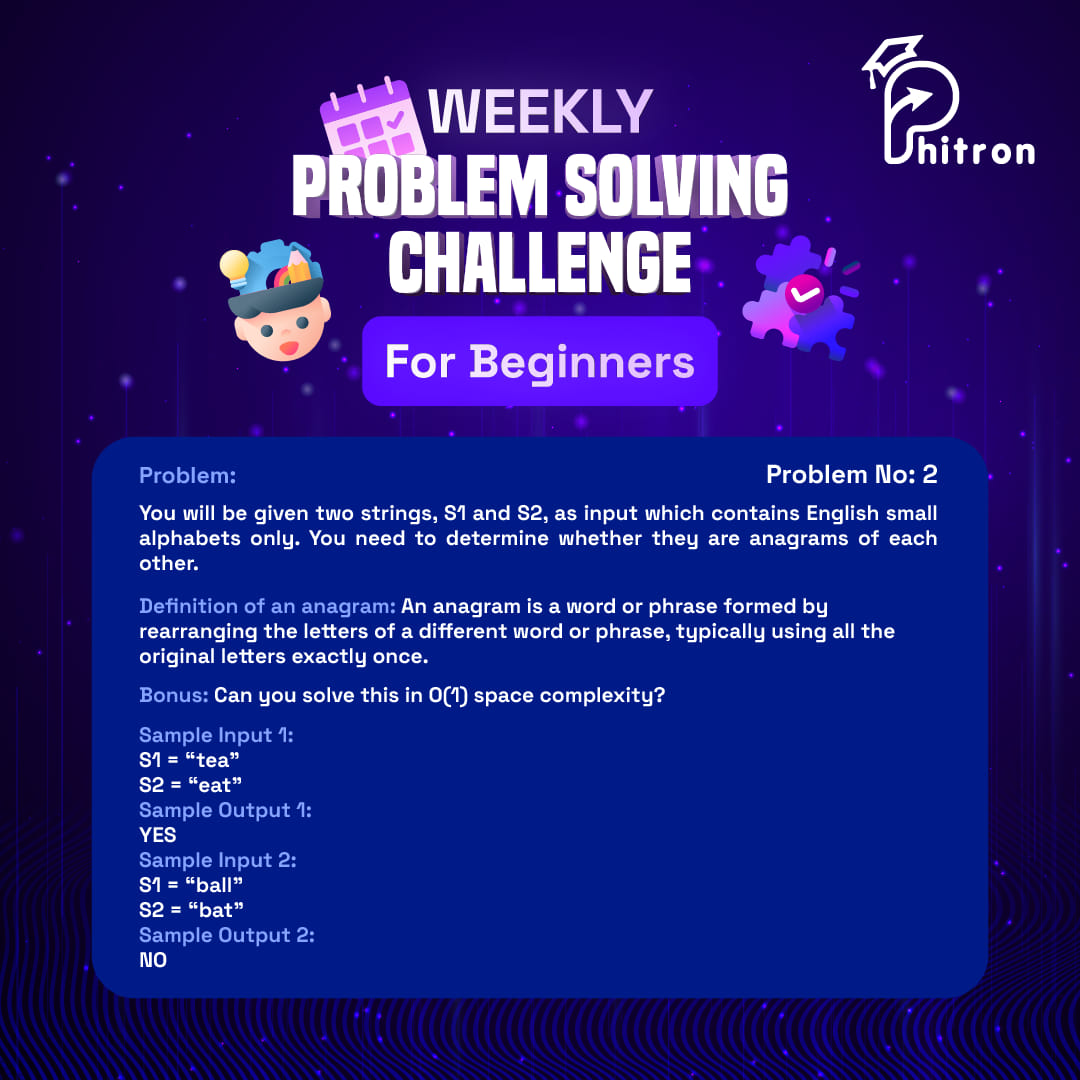 WEEKLY
PROBLEM SOLVING
CHALLENGE
Phitron
For Beginners
Problem:
Problem No: 2
You will be given two strings, S1 and S2, as input which contains English small
alphabets only. You need to determine whether they are anagrams of each
other.
Definition of an anagram: An anagram is a word or phrase formed by
rearranging the letters of a different word or phrase, typically using all the
original letters exactly once.
Bonus: Can you solve this in O(1) space complexity?
Sample Input 1:
S1 = “tea”
S2 = “eat”
Sample Output 1:
YES
Sample Input 2:
S1 = “ball”
S2 = “bat”
Sample Output 2:
NO